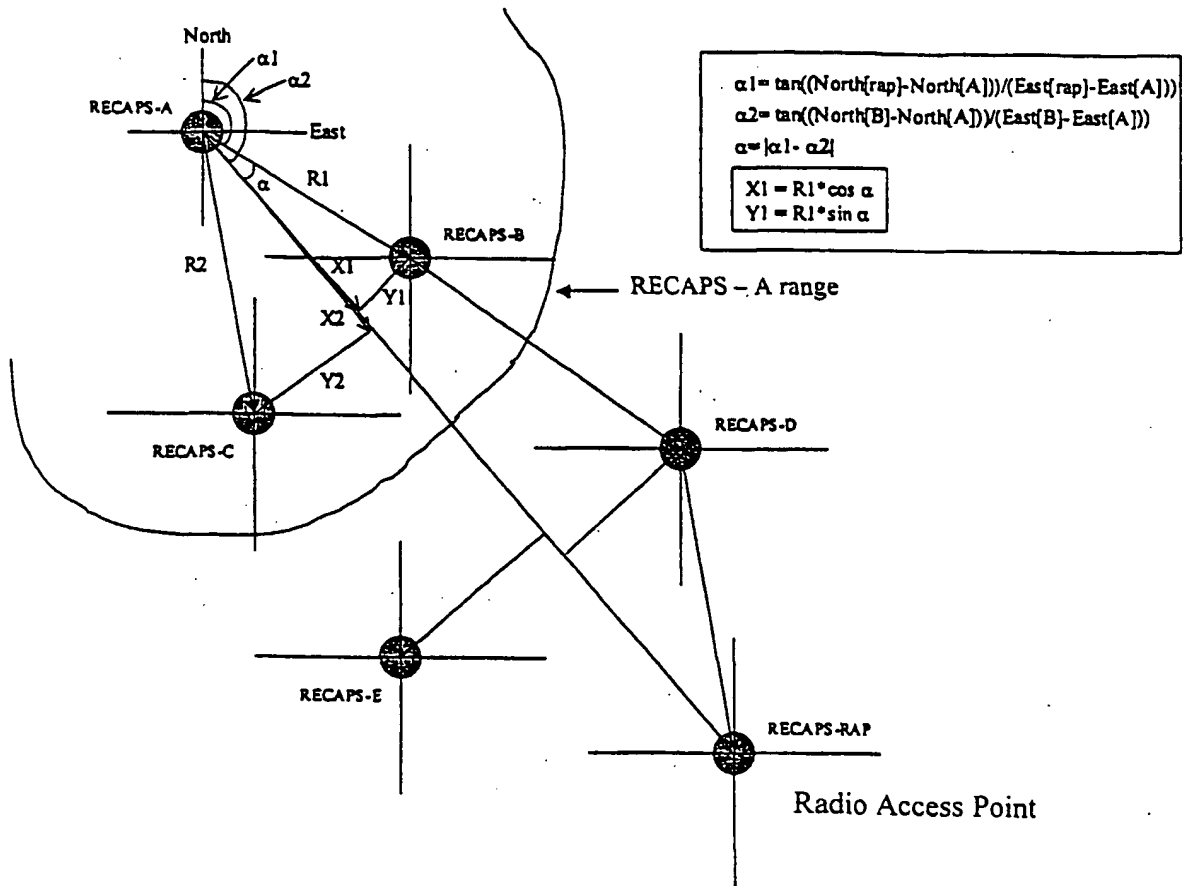 North
α1
α2
RECAPS-A
East
α
R1
R2
RECAPS-B
X1
Y1
X2
Y2
RECAPS-C
RECAPS – A range
α1= tan((North[rap]-North[A]))/(East[rap]-East[A]))
α2= tan((North[B]-North[A]))/(East[B]-East[A]))
α=|α1- α2|
X1 = R1*cos α
Y1 = R1*sin α
RECAPS-D
RECAPS-E
RECAPS-RAP
Radio Access Point